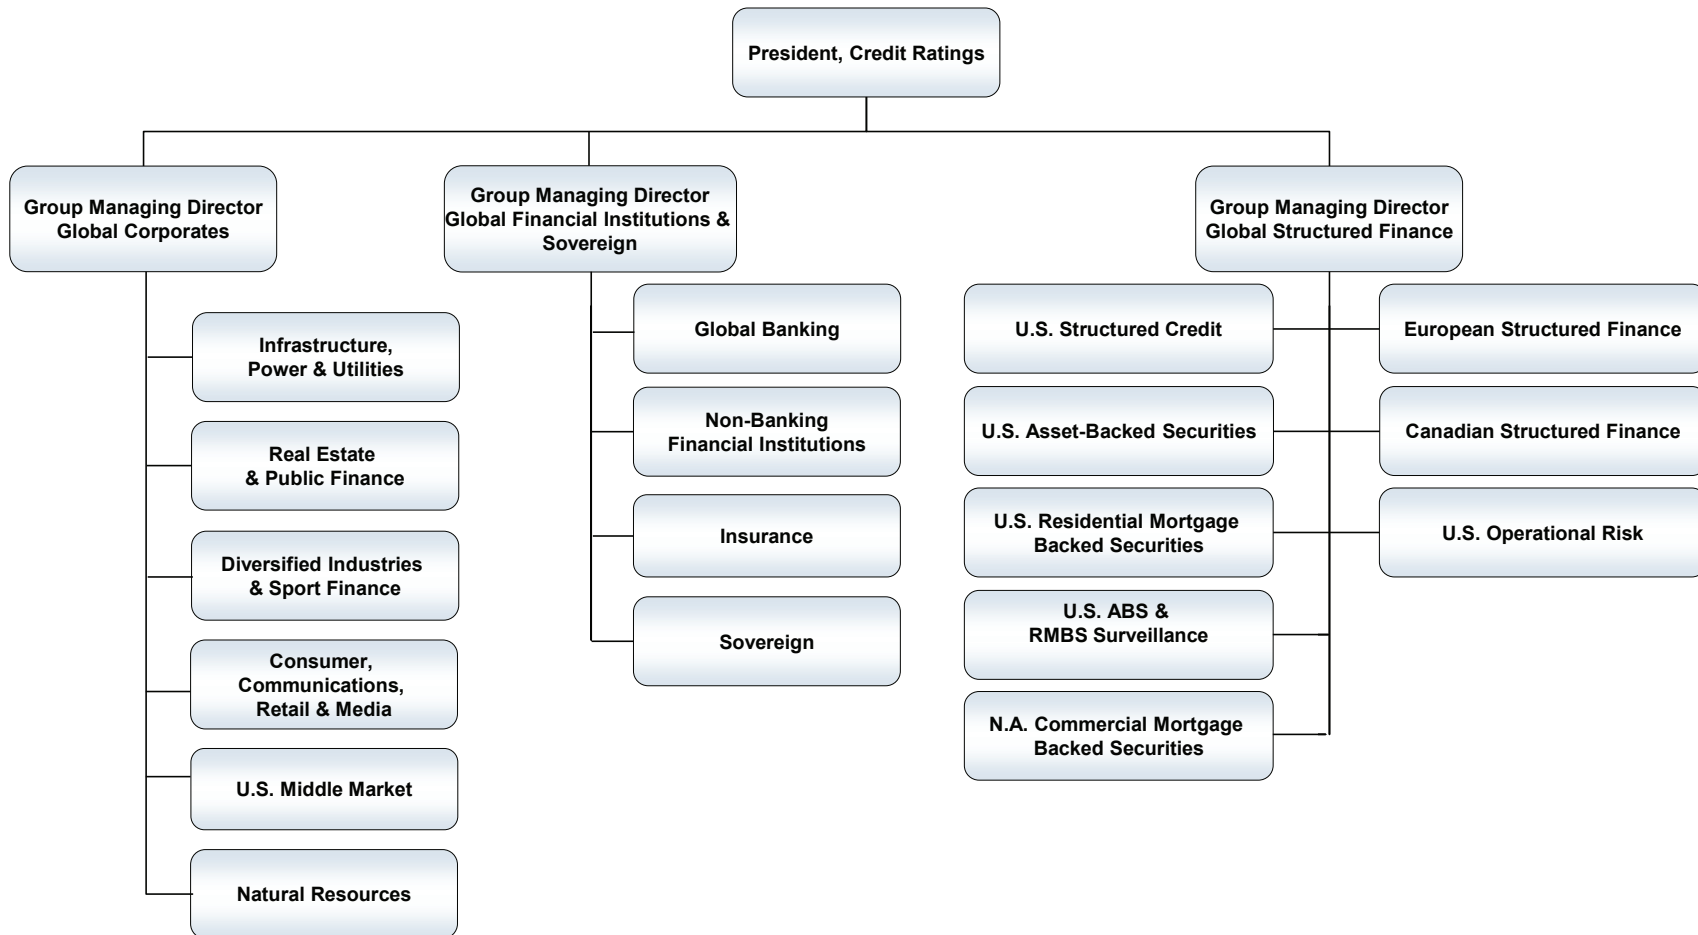 President, Credit Ratings
Group Managing Director
Global Corporates
Group Managing Director
Global Financial Institutions &
Sovereign
Group Managing Director
Global Structured Finance
Infrastructure,
Power & Utilities
Real Estate
& Public Finance
Diversified Industries
& Sport Finance
Consumer,
Communications,
Retail & Media
U.S. Middle Market
Natural Resources
Global Banking
Non-Banking
Financial Institutions
Insurance
Sovereign
U.S. Structured Credit
U.S. Asset-Backed Securities
U.S. Residential Mortgage
Backed Securities
U.S. ABS &
RMBS Surveillance
N.A. Commercial Mortgage
Backed Securities
European Structured Finance
Canadian Structured Finance
U.S. Operational Risk